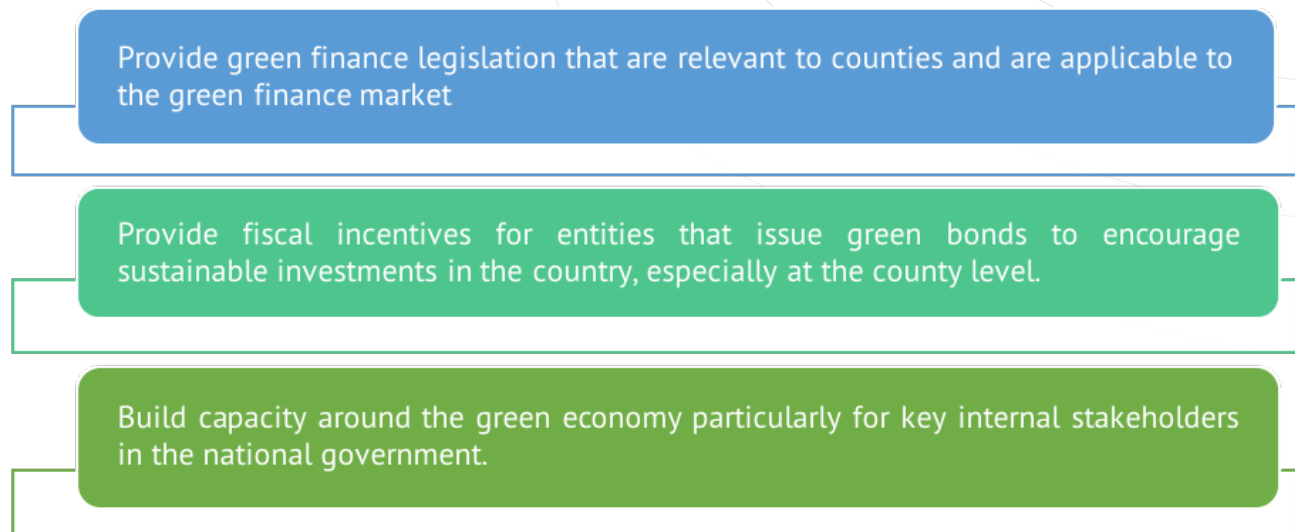 Provide green finance legislation that are relevant to counties and are applicable to
the green finance market
Provide fiscal incentives for entities that issue green bonds to encourage
sustainable investments in the country, especially at the county level.
Build capacity around the green economy particularly for key internal stakeholders
in the national government.